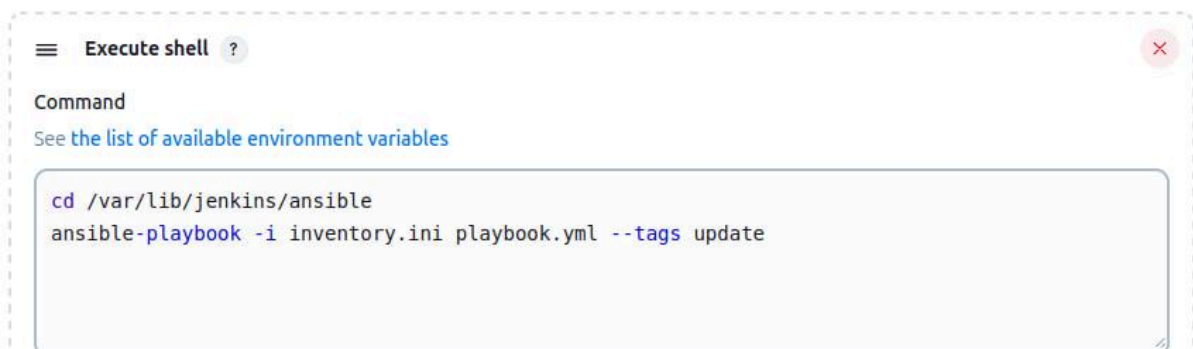 Execute shell ?
Command
See the list of available environment variables
cd /var/lib/jenkins/ansible
ansible-playbook -i inventory.ini playbook.yml --tags update